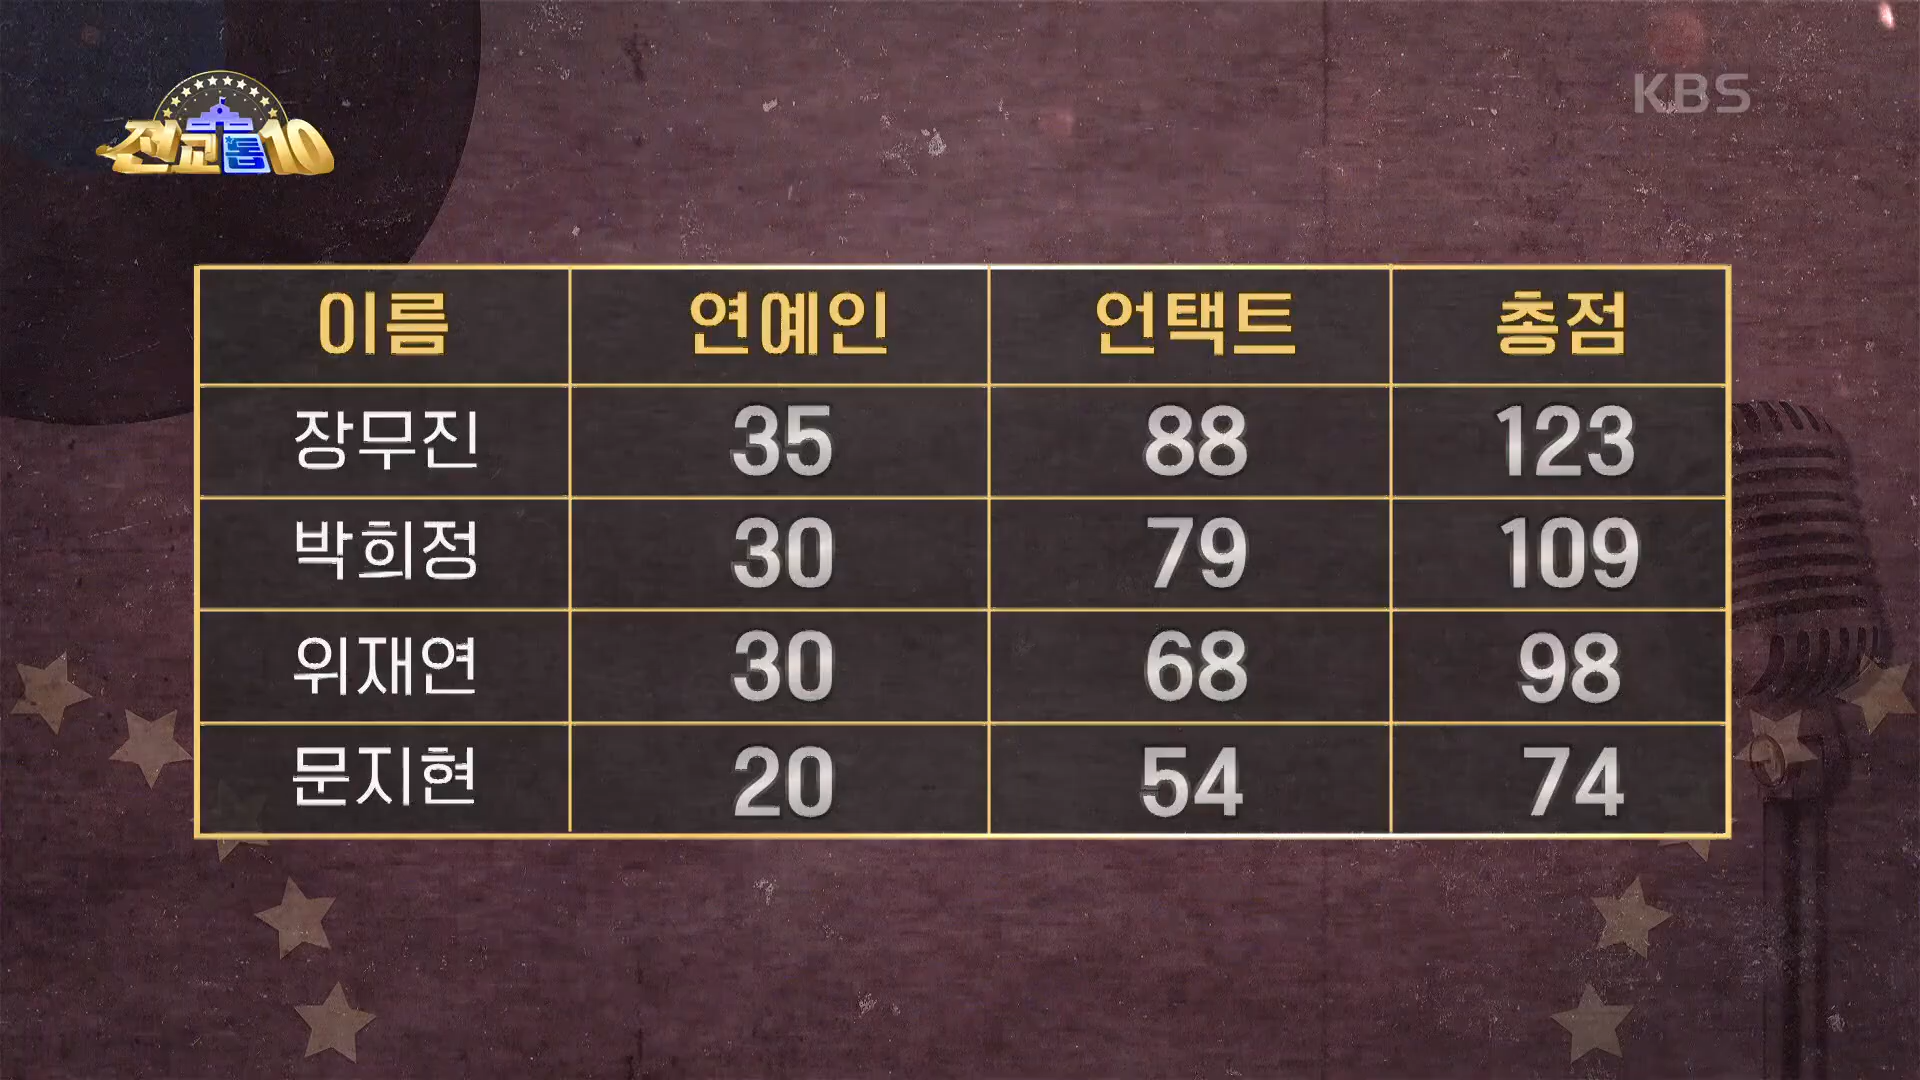 전교톱10
KBS
이름 연예인 언택트 총점
장무진 35 88 123
박희정 30 79 109
위재연 30 68 98
문지현 20 54 74